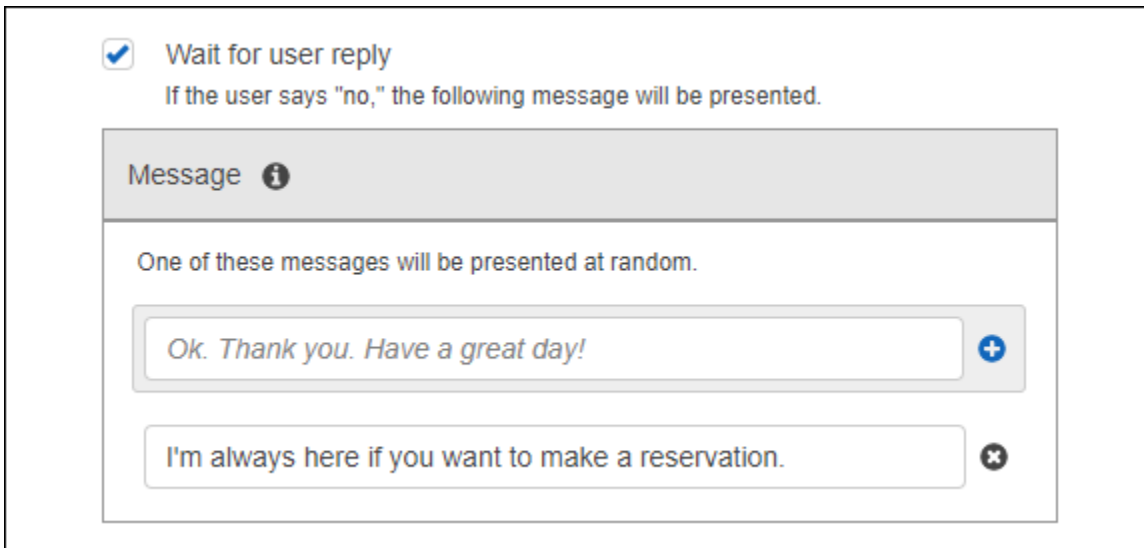 Wait for user reply
If the user says "no," the following message will be presented.
Message
One of these messages will be presented at random.
Ok. Thank you. Have a great day!
I'm always here if you want to make a reservation.